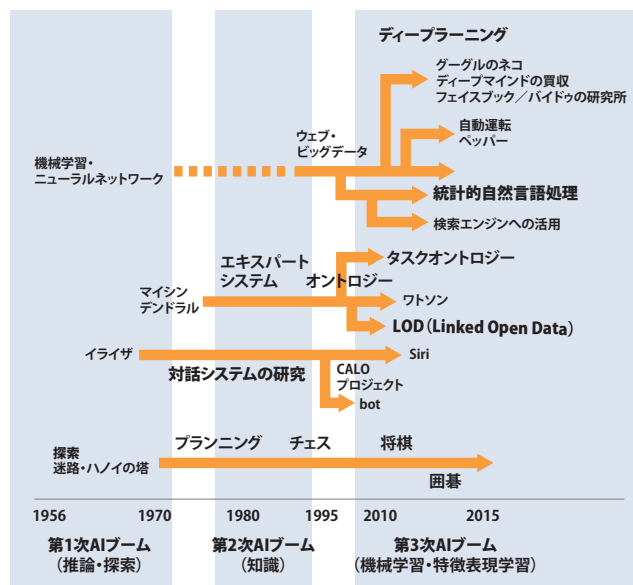 ディープラーニング
グーグルのネコ
ディープマインドの買収
フェイスブック／バイドゥの研究所
ウェブ・
ビッグデータ
自動運転
ペッパー
機械学習・
ニューラルネットワーク
統計的自然言語処理
検索エンジンへの活用
エキスパート
システム
オントロジー
タスクオントロジー
マイシン
デンドラル
ワトソン
LOD（Linked Open Data）
イライザ
対話システムの研究
Siri
CALO
プロジェクト
bot
探索
迷路・ハノイの塔
プランニング
チェス
将棋
囲碁
1956
1970
1980
1995
2010
2015
第1次AIブーム
（推論・探索）
第2次AIブーム
（知識）
第3次AIブーム
（機械学習・特徴表現学習）